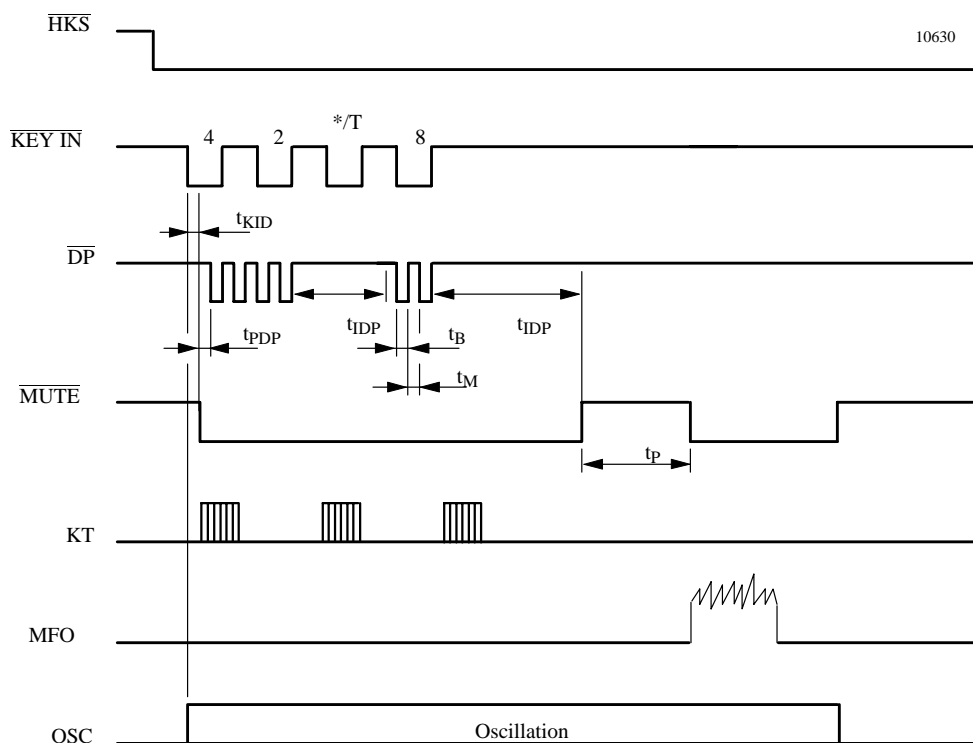 HKS
10630
KEY IN
4
2
*/T
8
tKID
DP
tIDP
tB
tIDP
tPDP
tM
MUTE
tP
KT
MFO
OSC
Oscillation